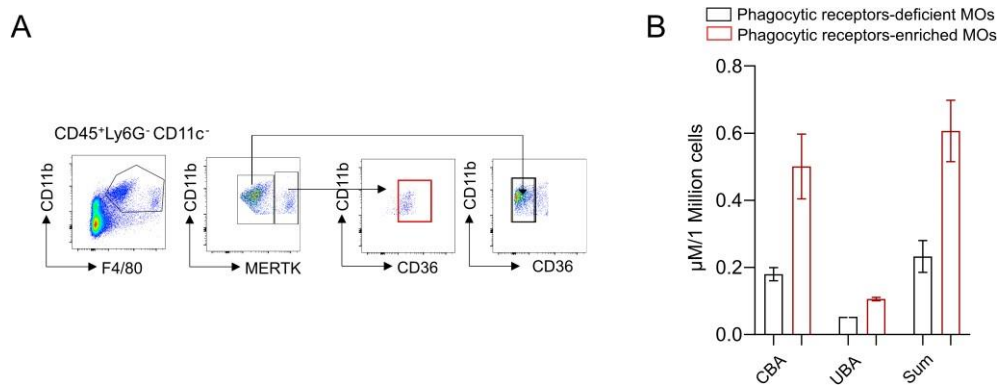 A
CD45⁺Ly6G⁻ CD11c⁻
CD11b
F4/80
CD11b
MERTK
CD11b
CD36
CD11b
CD36
B
Phagocytic receptors-deficient MOs
Phagocytic receptors-enriched MOs
µM/1 Million cells
0.8
0.6
0.4
0.2
0.0
CBA
UBA
Sum